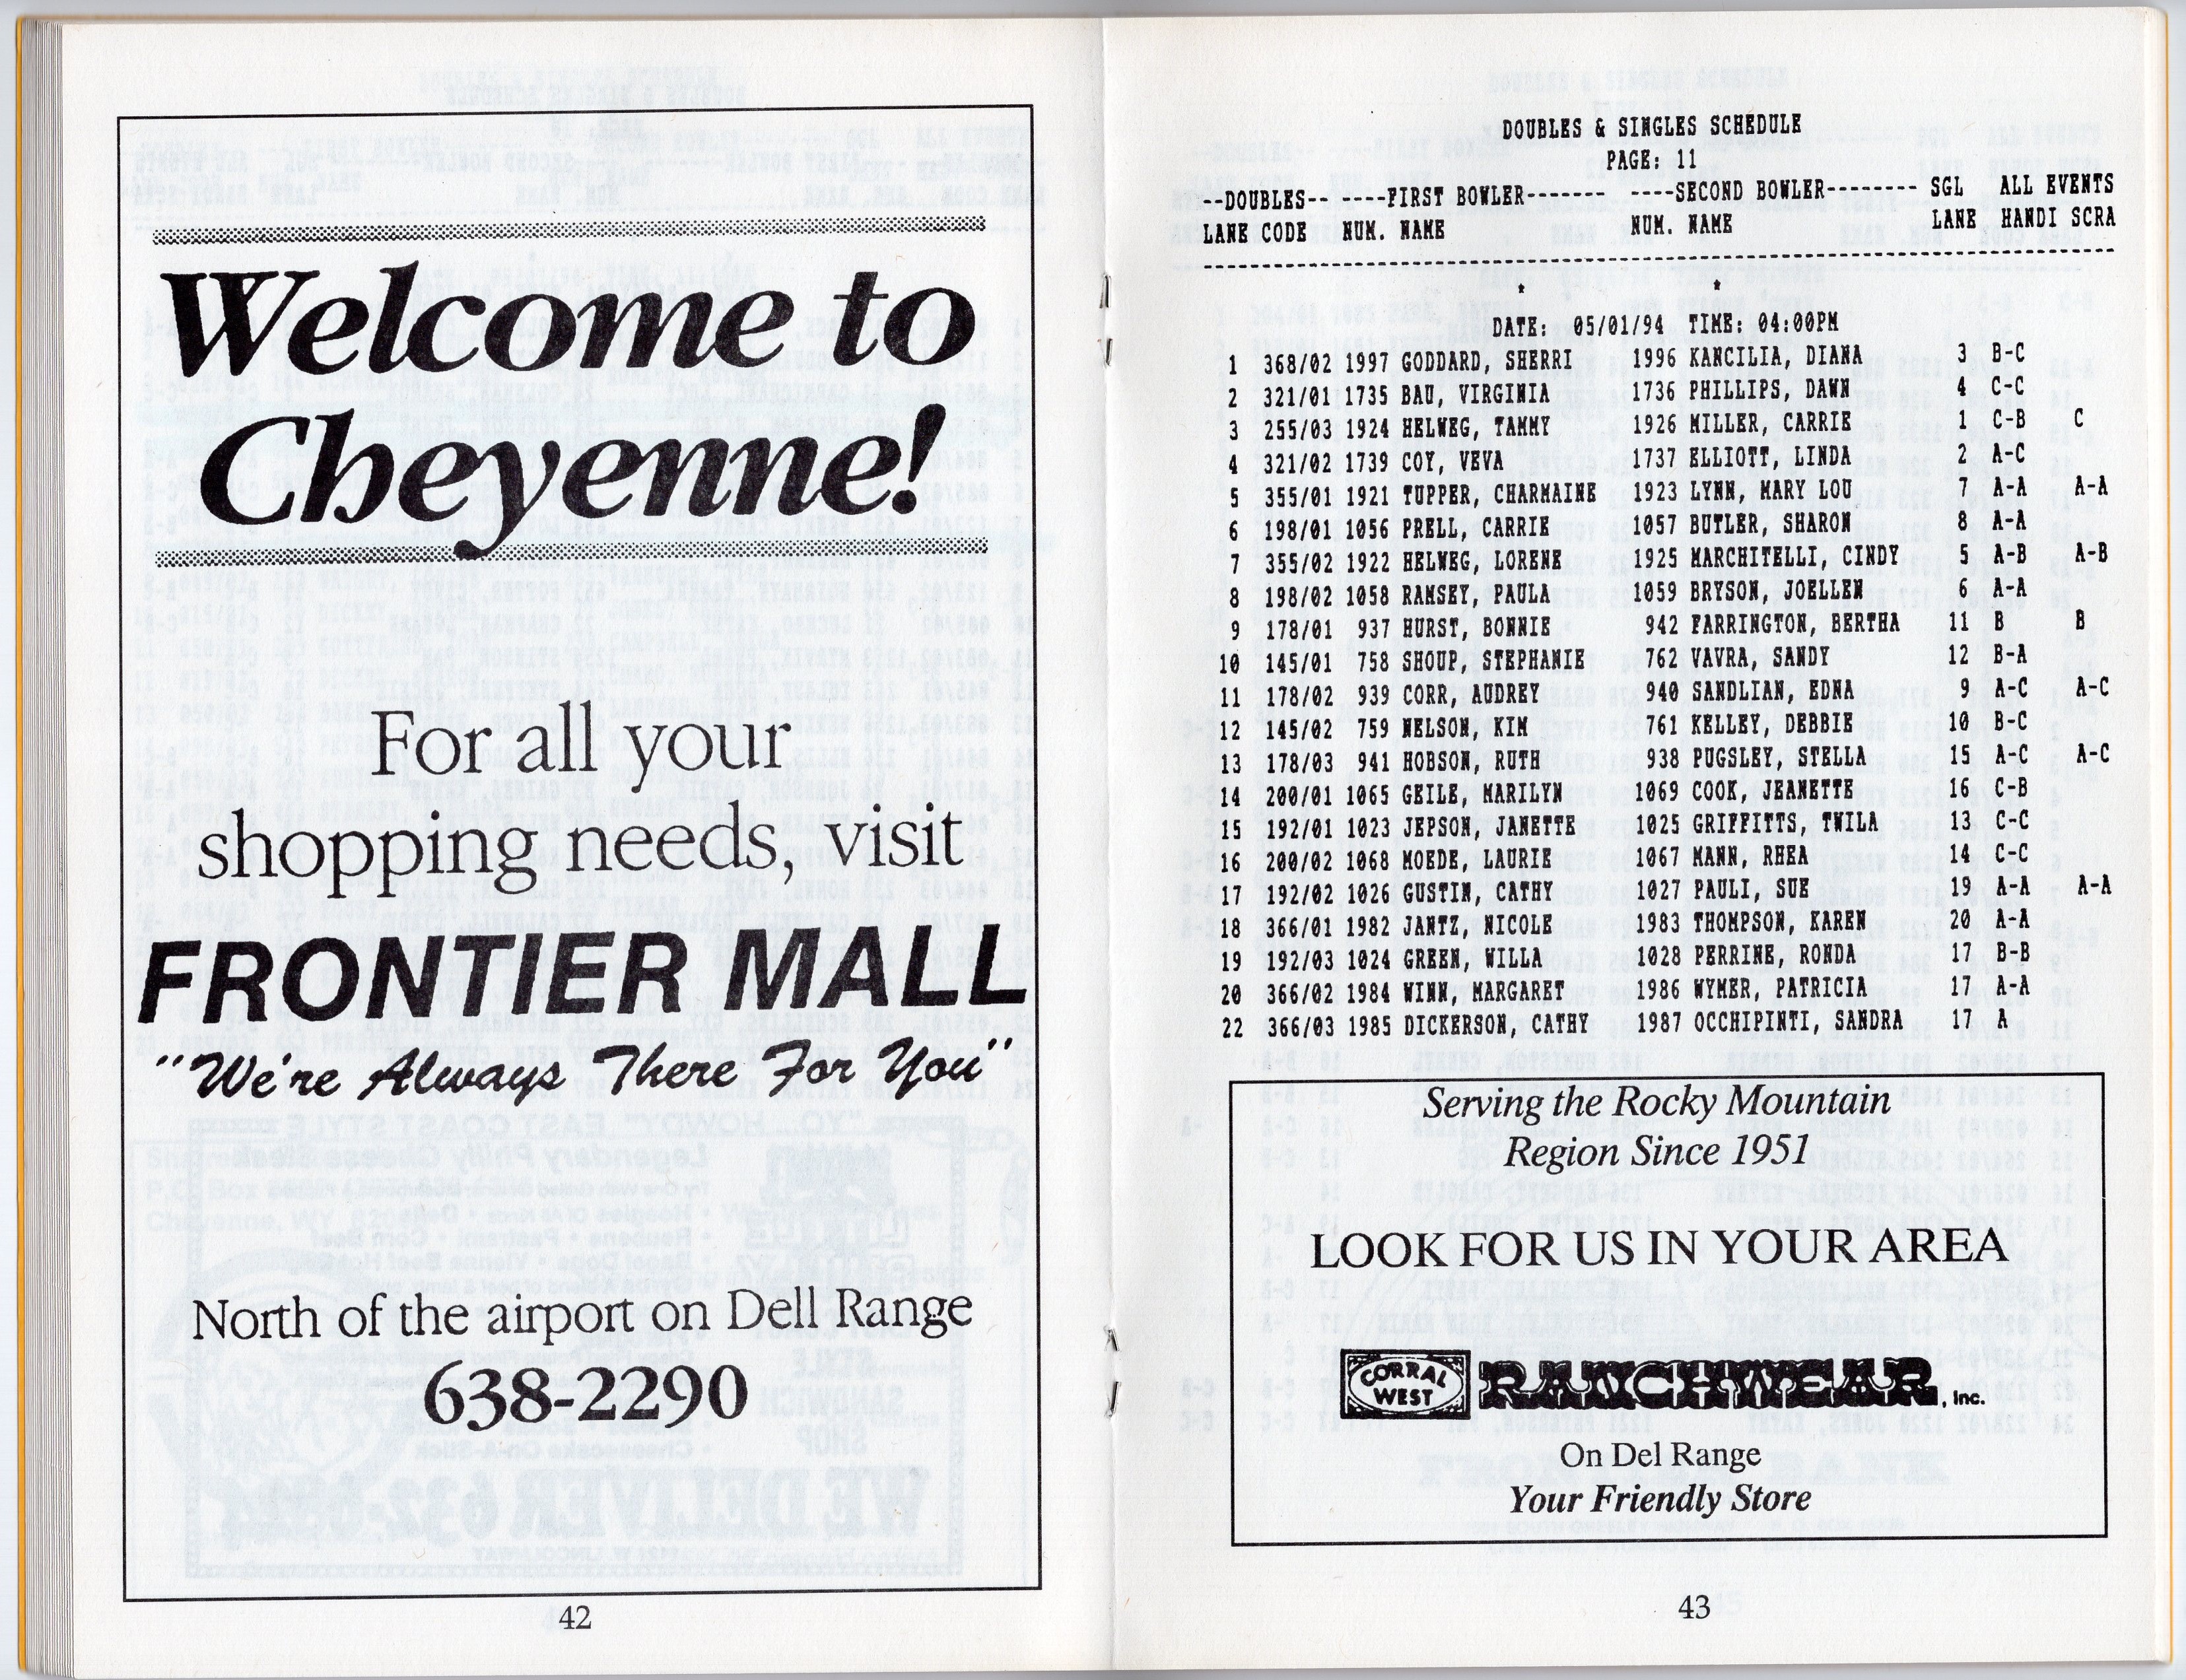 Welcome to
Cheyenne!
For all your
shopping needs, visit
FRONTIER MALL
"We're Always There For You"
North of the airport on Dell Range
638-2290
42
DOUBLES & SINGLES SCHEDULE
PAGE: 11
--DOUBLES-- ----FIRST BOWLER------- ----SECOND BOWLER-------- SGL ALL EVENTS
LANE CODE NUM. NAME NUM. NAME LANE HANDI SCRA
* *
DATE: 05/01/94 TIME: 04:00PM
1 368/02 1997 GODDARD, SHERRI 1996 KANCILIA, DIANA 3 B-C
2 321/01 1735 BAU, VIRGINIA 1736 PHILLIPS, DAWN 4 C-C
3 255/03 1924 HELWEG, TAMMY 1926 MILLER, CARRIE 1 C-B C
4 321/02 1739 COY, VEVA 1737 ELLIOTT, LINDA 2 A-C
5 355/01 1921 TUPPER, CHARMAINE 1923 LYNN, MARY LOU 7 A-A A-A
6 198/01 1056 PRELL, CARRIE 1057 BUTLER, SHARON 8 A-A
7 355/02 1922 HELWEG, LORENE 1925 MARCHITELLI, CINDY 5 A-B A-B
8 198/02 1058 RAMSEY, PAULA 1059 BRYSON, JOELLEN 6 A-A
9 178/01 937 HURST, BONNIE 942 FARRINGTON, BERTHA 11 B B
10 145/01 758 SHOUP, STEPHANIE 762 VAVRA, SANDY 12 B-A
11 178/02 939 CORR, AUDREY 940 SANDLIAN, EDNA 9 A-C A-C
12 145/02 759 NELSON, KIM 761 KELLEY, DEBBIE 10 B-C
13 178/03 941 HOBSON, RUTH 938 PUGSLEY, STELLA 15 A-C A-C
14 200/01 1065 GEILE, MARILYN 1069 COOK, JEANETTE 16 C-B
15 192/01 1023 JEPSON, JANETTE 1025 GRIFFITTS, TWILA 13 C-C
16 200/02 1068 MOEDE, LAURIE 1067 MANN, RHEA 14 C-C
17 192/02 1026 GUSTIN, CATHY 1027 PAULI, SUE 19 A-A A-A
18 366/01 1982 JANTZ, NICOLE 1983 THOMPSON, KAREN 20 A-A
19 192/03 1024 GREEN, WILLA 1028 PERRINE, RONDA 17 B-B
20 366/02 1984 WINN, MARGARET 1986 WYMER, PATRICIA 17 A-A
22 366/03 1985 DICKERSON, CATHY 1987 OCCHIPINTI, SANDRA 17 A
Serving the Rocky Mountain
Region Since 1951
LOOK FOR US IN YOUR AREA
CORRAL WEST RANCHWEAR, Inc.
On Del Range
Your Friendly Store
43